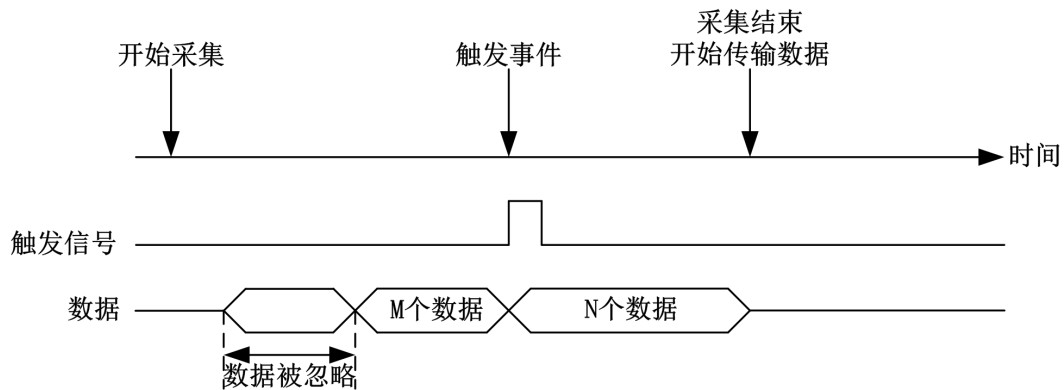 采集结束
开始采集
触发事件
开始传输数据
时间
触发信号
数据
M个数据
N个数据
数据被忽略